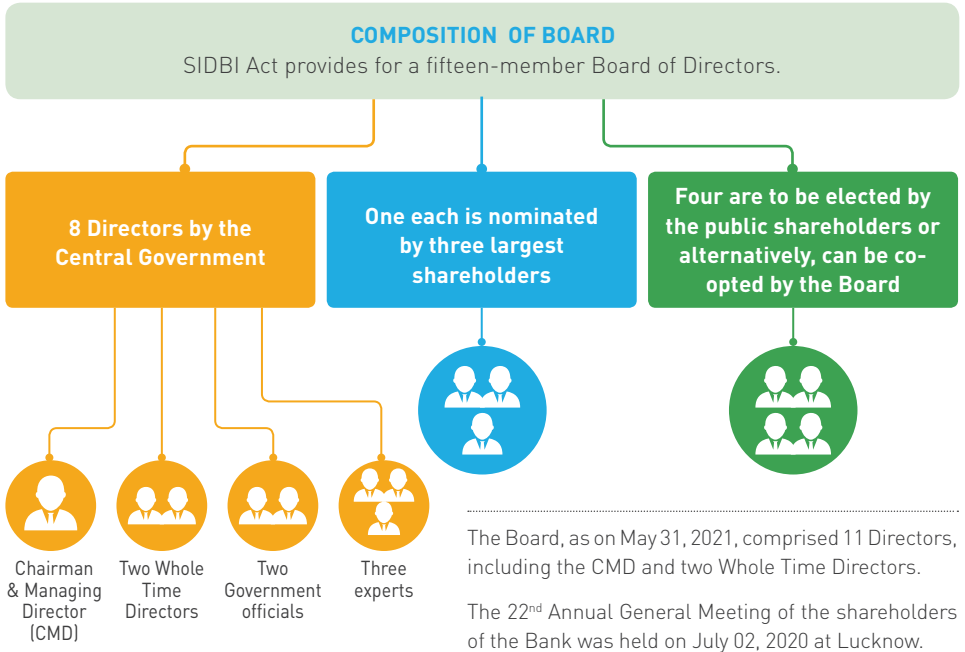 COMPOSITION OF BOARD
SIDBI Act provides for a fifteen-member Board of Directors.
8 Directors by the
Central Government
One each is nominated
by three largest
shareholders
Four are to be elected by
the public shareholders or
alternatively, can be co-
opted by the Board
Chairman
& Managing
Director
(CMD)
Two Whole
Time
Directors
Two
Government
officials
Three
experts
The Board, as on May 31, 2021, comprised 11 Directors,
including the CMD and two Whole Time Directors.
The 22nd Annual General Meeting of the shareholders
of the Bank was held on July 02, 2020 at Lucknow.